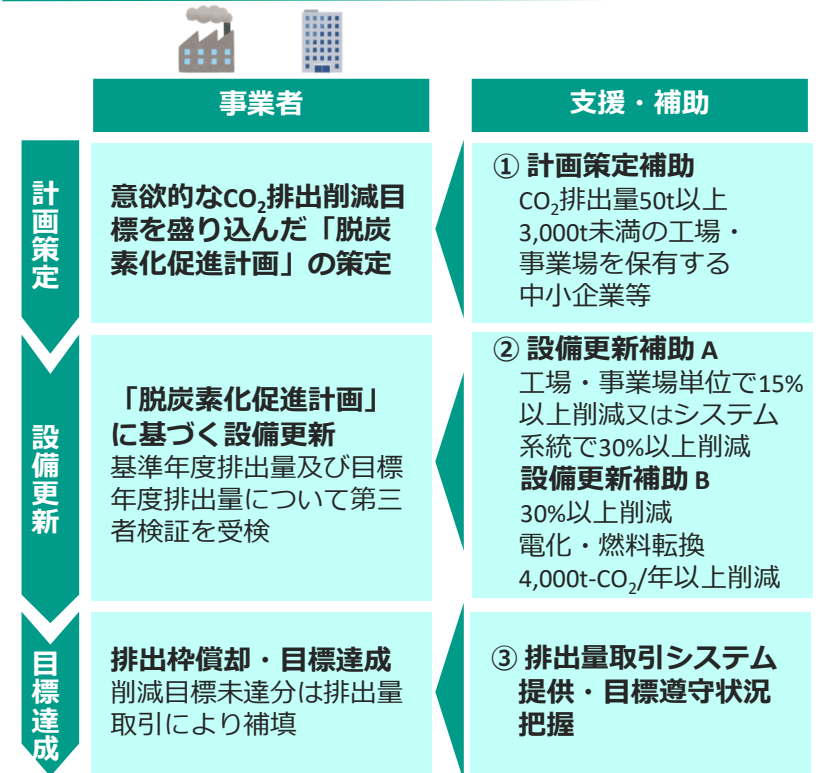 事業者
支援・補助
計画策定
意欲的なCO₂排出削減目
標を盛り込んだ「脱炭
素化促進計画」の策定
① 計画策定補助
CO₂排出量50t以上
3,000t未満の工場・
事業場を保有する
中小企業等
設備更新
「脱炭素化促進計画」
に基づく設備更新
基準年度排出量及び目標
年度排出量について第三
者検証を受検
② 設備更新補助 A
工場・事業場単位で15%
以上削減又はシステム
系統で30%以上削減
設備更新補助 B
30%以上削減
電化・燃料転換
4,000t-CO₂/年以上削減
目標達成
排出枠償却・目標達成
削減目標未達分は排出量
取引により補填
③ 排出量取引システム
提供・目標遵守状況
把握